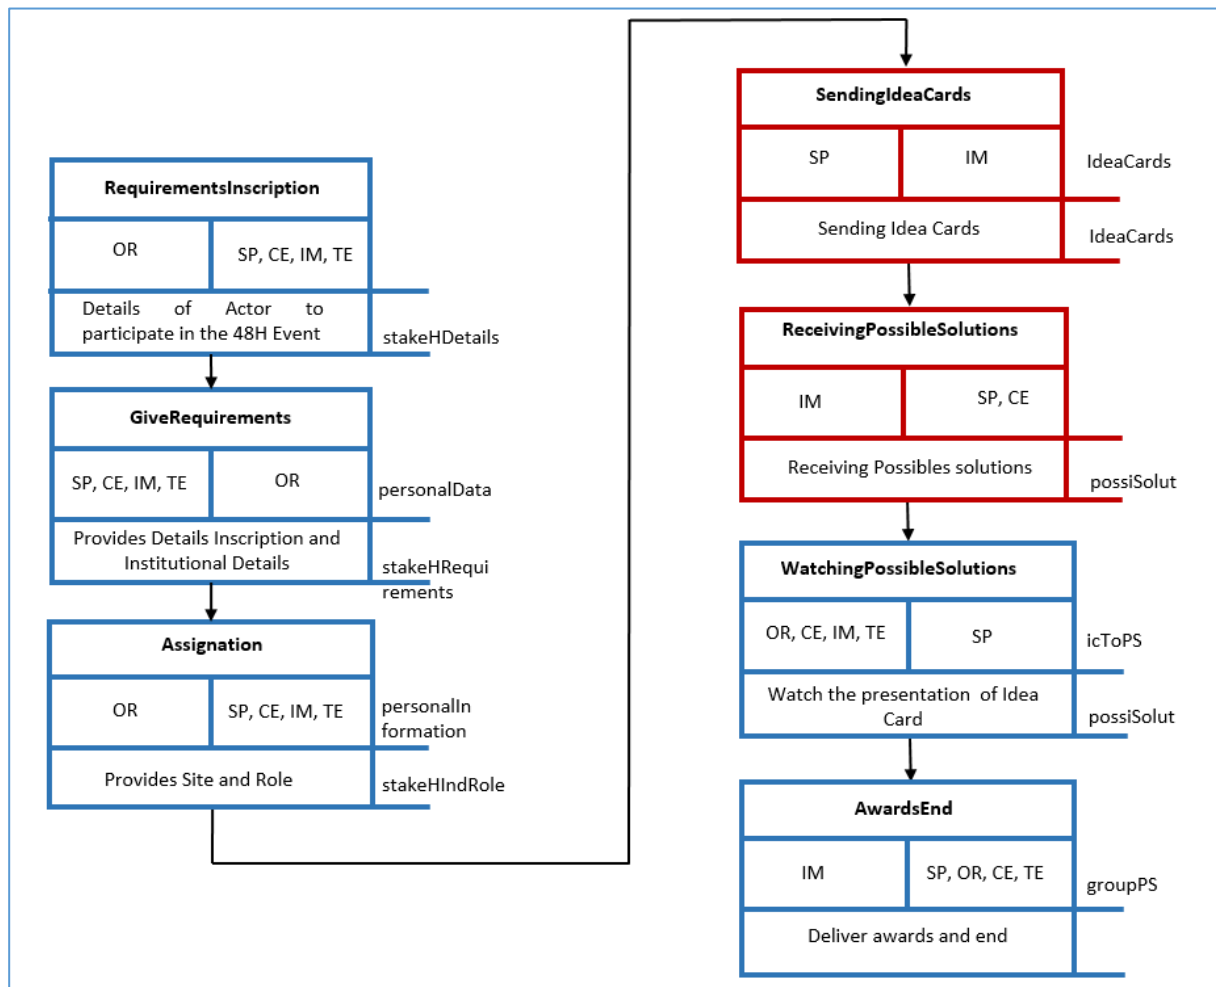 RequirementsInscription
OR
SP, CE, IM, TE
Details of Actor to
participate in the 48H Event
stakeHDetails
GiveRequirements
SP, CE, IM, TE
OR
personalData
Provides Details Inscription and
Institutional Details
stakeHRequi
rements
Assignation
OR
SP, CE, IM, TE
personalIn
formation
Provides Site and Role
stakeHIndRole
SendingIdeaCards
SP
IM
IdeaCards
Sending Idea Cards
IdeaCards
ReceivingPossibleSolutions
IM
SP, CE
Receiving Possibles solutions
possiSolut
WatchingPossibleSolutions
OR, CE, IM, TE
SP
icToPS
Watch the presentation of Idea
Card
possiSolut
AwardsEnd
IM
SP, OR, CE, TE
groupPS
Deliver awards and end